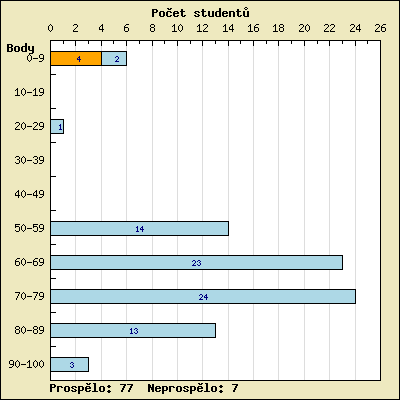 Počet studentů
0 2 4 6 8 10 12 14 16 18 20 22 24 26
Body
0-9 4 2
10-19
20-29 1
30-39
40-49
50-59 14
60-69 23
70-79 24
80-89 13
90-100 3
Prospělo: 77 Neprospělo: 7